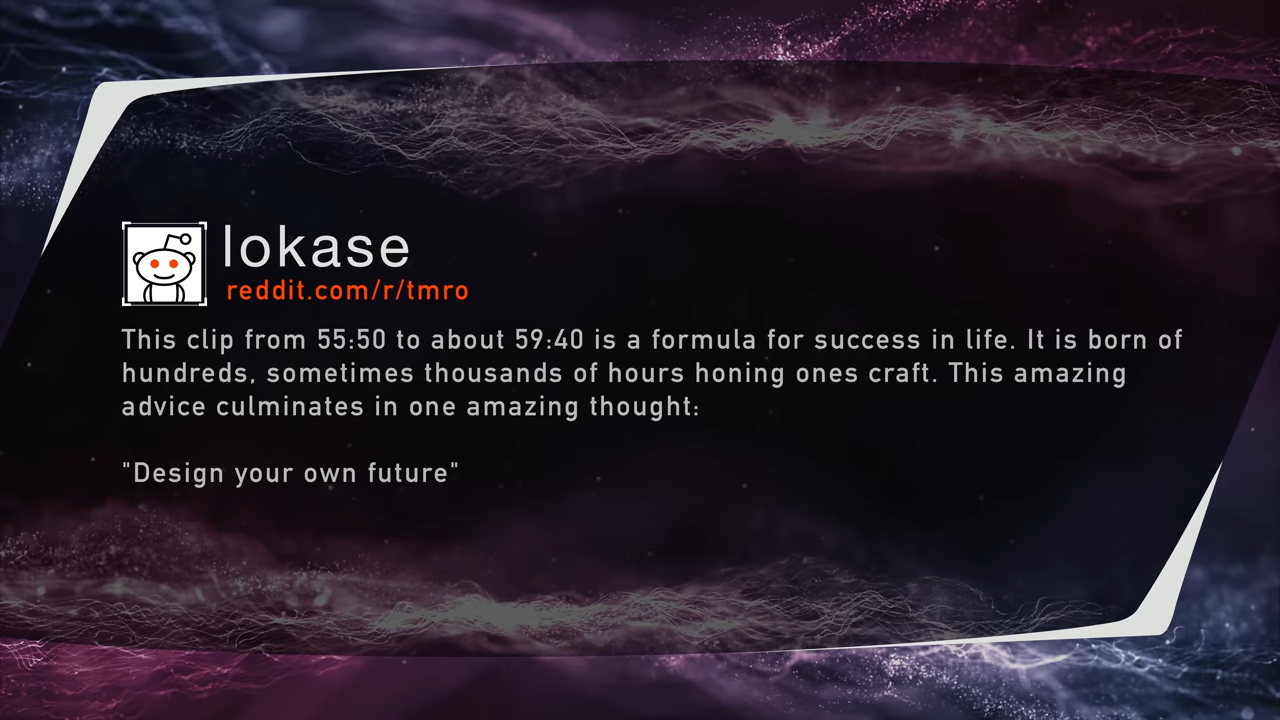 lokase
reddit.com/r/tmro
This clip from 55:50 to about 59:40 is a formula for success in life. It is born of
hundreds, sometimes thousands of hours honing ones craft. This amazing
advice culminates in one amazing thought:
"Design your own future"